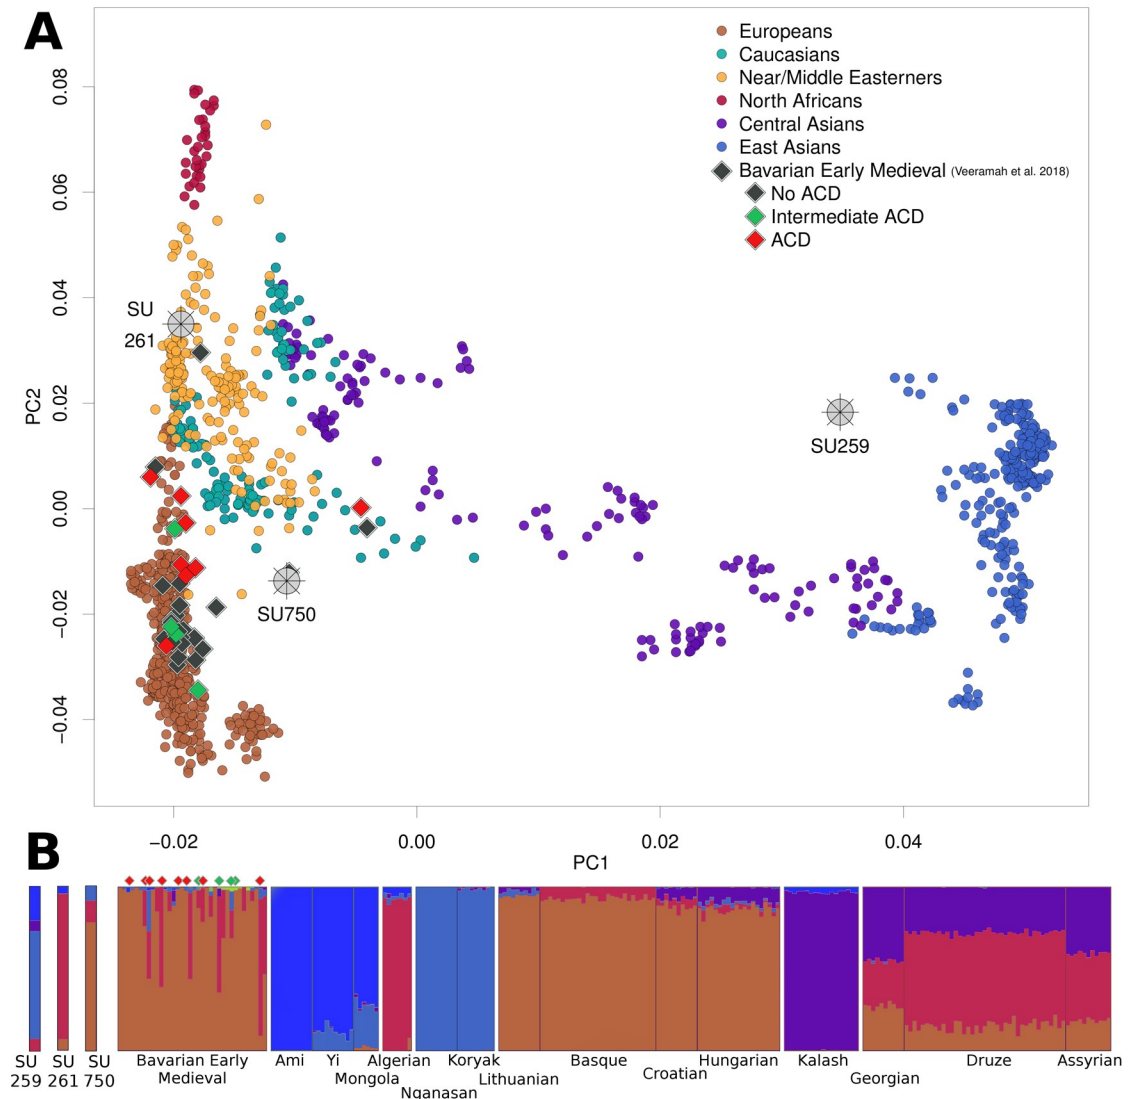 A
Europeans
Caucasians
Near/Middle Easterners
North Africans
Central Asians
East Asians
Bavarian Early Medieval (Veeramah et al. 2018)
No ACD
Intermediate ACD
ACD
PC2
0.08
0.06
0.04
0.02
0.00
−0.02
−0.04
SU
261
SU259
SU750
−0.02
0.00
0.02
0.04
PC1
B
SU
259
SU
261
SU
750
Bavarian Early
Medieval
Ami
Yi
Mongola
Algerian
Nganasan
Koryak
Lithuanian
Basque
Croatian
Hungarian
Kalash
Georgian
Druze
Assyrian